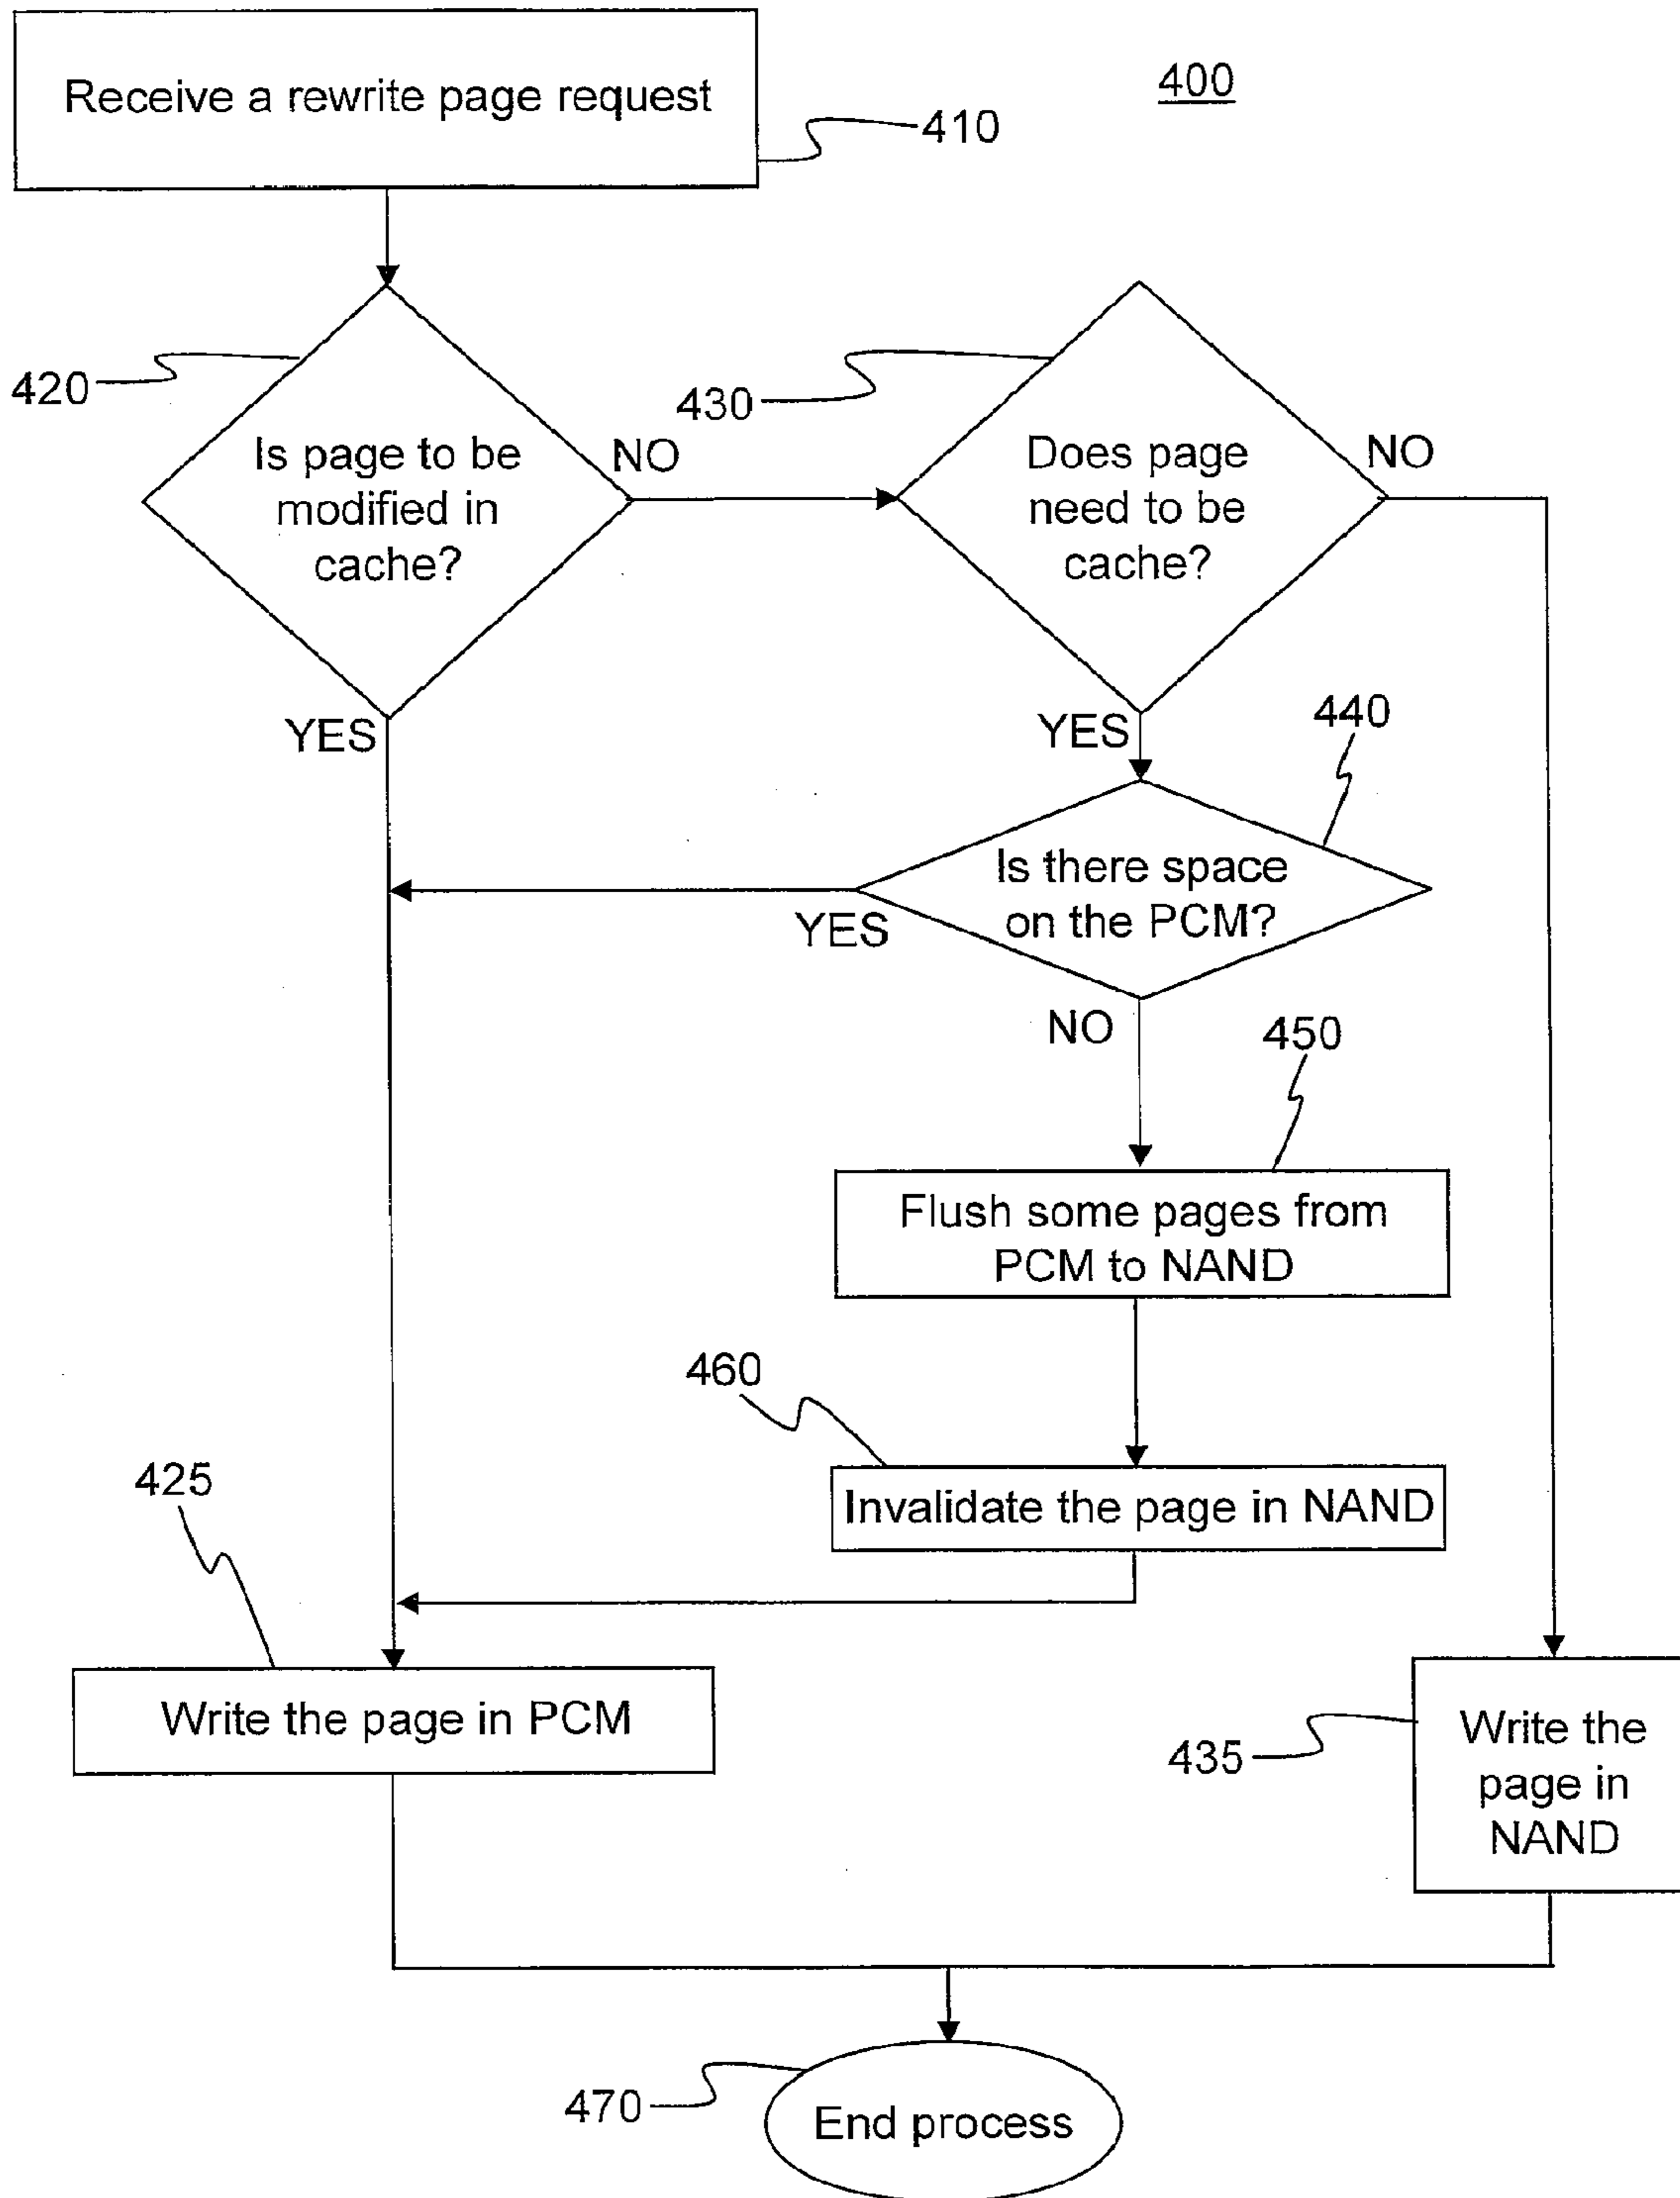 Receive a rewrite page request
400
410
420
430
Is page to be
modified in
cache?
NO
Does page
need to be
cache?
NO
YES
YES
440
Is there space
on the PCM?
YES
NO
450
Flush some pages from
PCM to NAND
460
Invalidate the page in NAND
425
Write the page in PCM
435
Write the
page in
NAND
470
End process